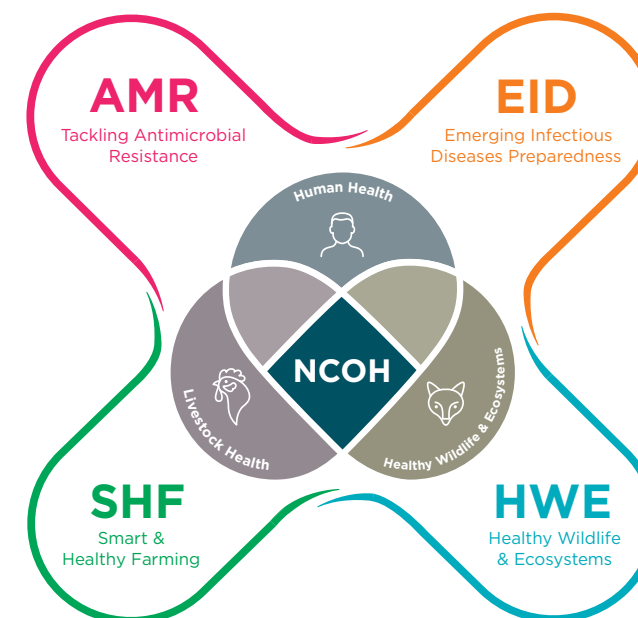 AMR
Tackling Antimicrobial
Resistance
EID
Emerging Infectious
Diseases Preparedness
Human Health
NCOH
Livestock Health
Healthy Wildlife & Ecosystems
SHF
Smart &
Healthy Farming
HWE
Healthy Wildlife
& Ecosystems